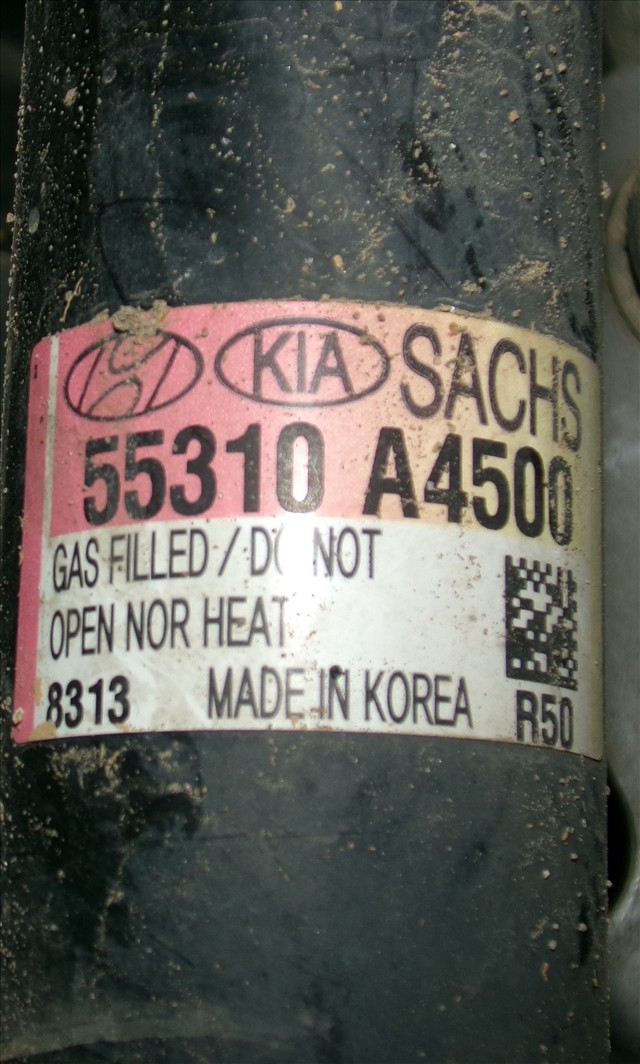 KIA SACHS
55310 A4500
GAS FILLED / DO NOT
OPEN NOR HEAT
8313 MADE IN KOREA R50